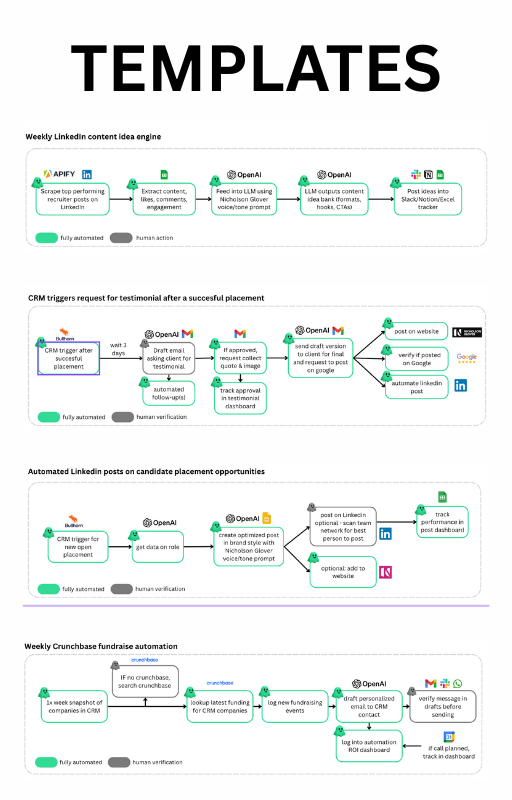 TEMPLATES
Weekly LinkedIn content idea engine
APIFY
OpenAI
OpenAI
Scrape top performing
recruiter posts on
LinkedIn
Extract content,
likes, comments,
engagement
Feed into LLM using
Nicholson Glover
voice/tone prompt
LLM outputs content
idea bank (formats,
hooks, CTAs)
Post ideas into
Slack/Notion/Excel
tracker
fully automated
human action
CRM triggers request for testimonial after a succesful placement
Bullhorn
CRM trigger after
succesful
placement
wait 3
days
OpenAI
Draft email
asking client for
testimonial
automated
follow-up(s)
If approved,
request collect
quote & image
track approval
in testimonial
dashboard
OpenAI
send draft version
to client for final
and request to post
on google
post on website
NICHOLSON
GLOVER
verify if posted
on Google
Google
automate linkedin
post
fully automated
human verification
Automated Linkedin posts on candidate placement opportunities
Bullhorn
CRM trigger for
new open
placement
OpenAI
get data on role
OpenAI
create optimized post
in brand style with
Nicholson Glover
voice/tone prompt
post on Linkedin
optional - scan team
network for best
person to post
optional: add to
website
track
performance in
post dashboard
fully automated
human verification
Weekly Crunchbase fundraise automation
crunchbase
IF no crunchbase,
search crunchbase
1x week snapshot of
companies in CRM
crunchbase
lookup latest funding
for CRM companies
log new fundraising
events
OpenAI
draft personalized
email to CRM
contact
verify message in
drafts before
sending
log into automation
ROI dashboard
if call planned,
track in dashboard
fully automated
human verification